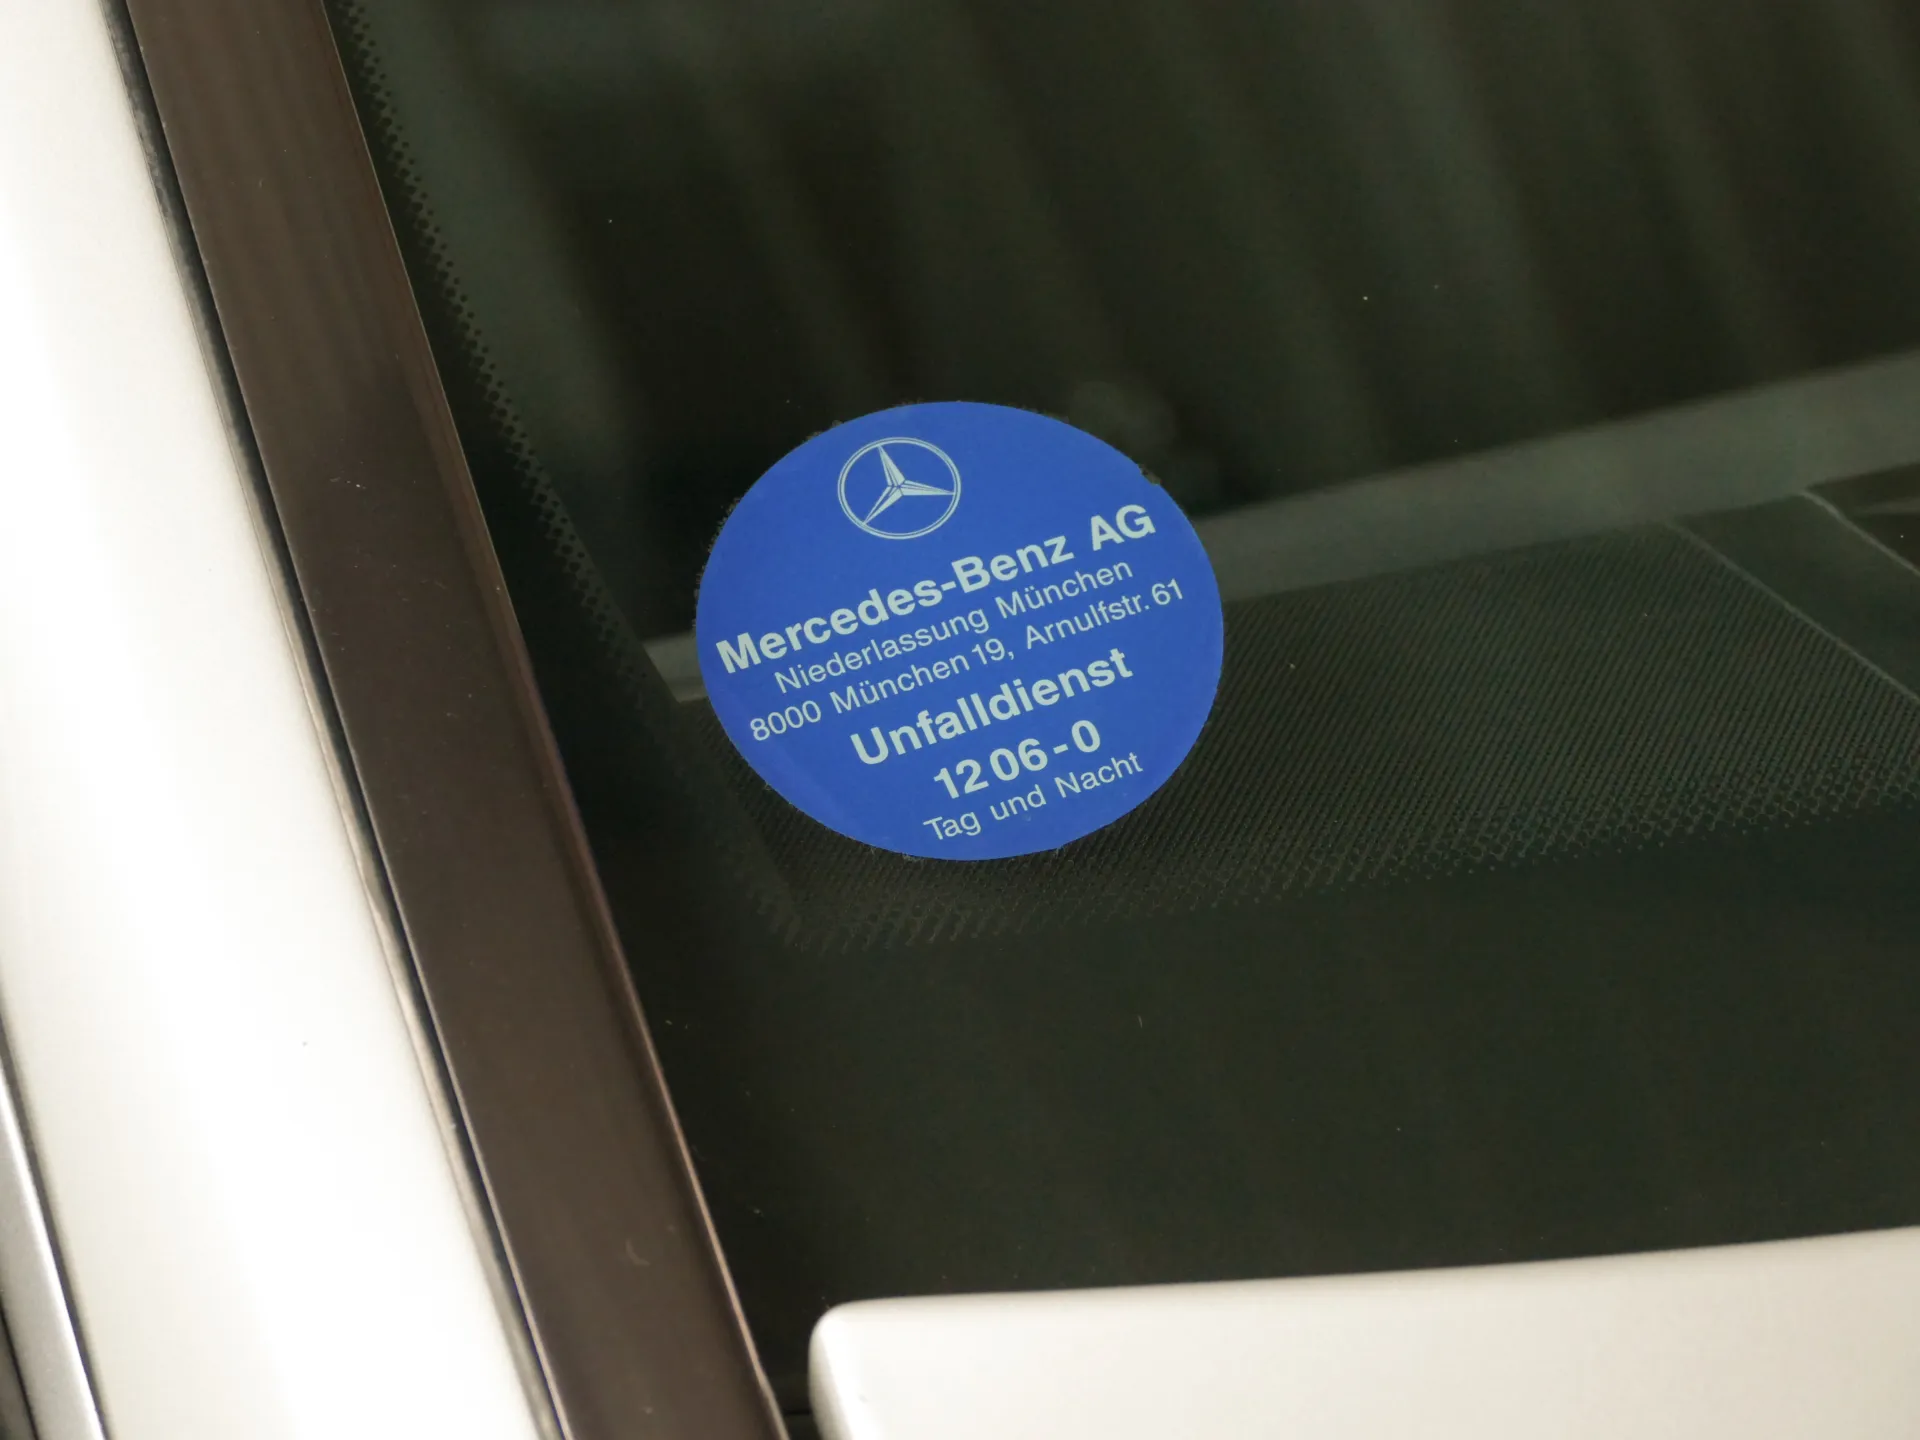 Mercedes-Benz AG
Niederlassung München
8000 München 19, Arnulfstr. 61
Unfalldienst
12 06 - 0
Tag und Nacht